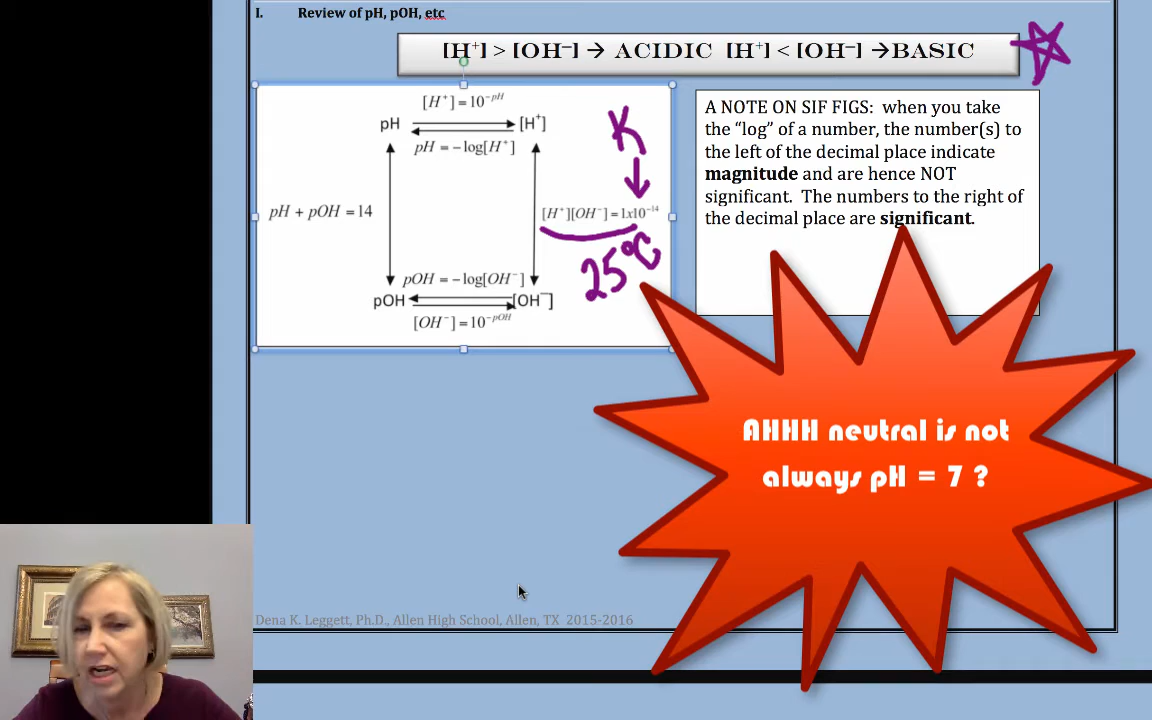 I. Review of pH, pOH, etc
[H⁺] > [OH⁻] → ACIDIC [H⁺] < [OH⁻] →BASIC
[H⁺] = 10⁻ᵖᴴ
pH [H⁺]
pH = −log[H⁺]
K
pH + pOH = 14
[H⁺][OH⁻] = 1x10⁻¹⁴
25°C
pOH = −log[OH⁻]
pOH [OH⁻]
[OH⁻] = 10⁻ᵖᴼᴴ
A NOTE ON SIF FIGS: when you take
the “log” of a number, the number(s) to
the left of the decimal place indicate
magnitude and are hence NOT
significant. The numbers to the right of
the decimal place are significant.
AHHH neutral is not
always pH = 7 ?
Dena K. Leggett, Ph.D., Allen High School, Allen, TX 2015-2016